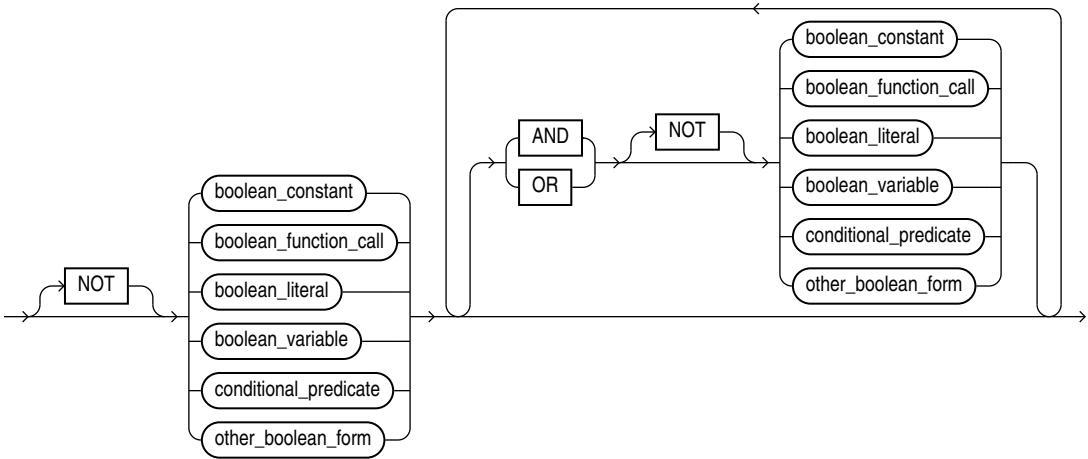 NOT
boolean_constant
boolean_function_call
boolean_literal
boolean_variable
conditional_predicate
other_boolean_form
AND
OR
NOT
boolean_constant
boolean_function_call
boolean_literal
boolean_variable
conditional_predicate
other_boolean_form